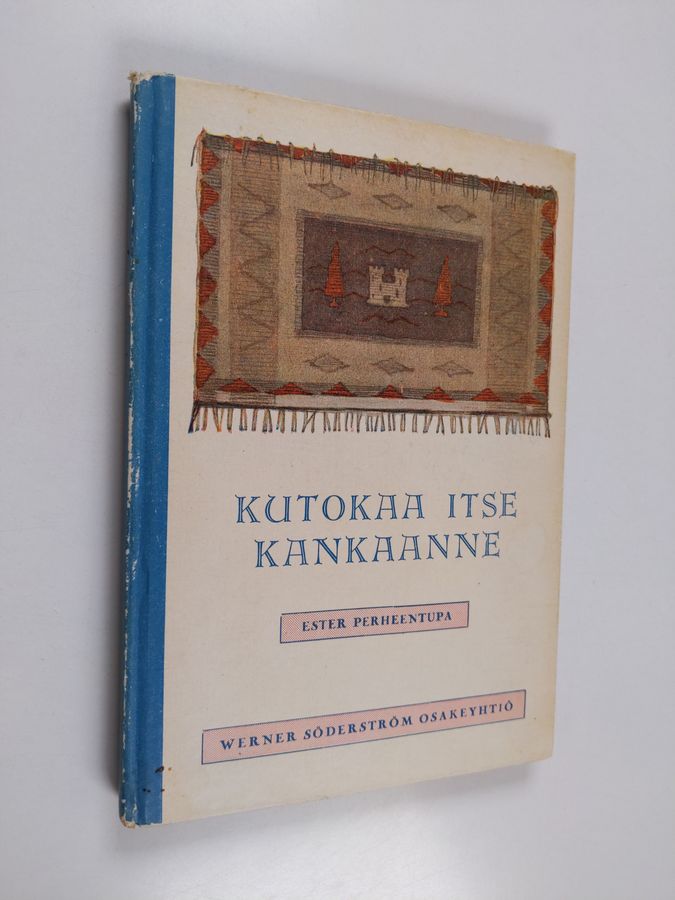 KUTOKAA ITSE
KANKAANNE
ESTER PERHEENTUPA
WERNER SÖDERSTRÖM OSAKEYHTIÖ